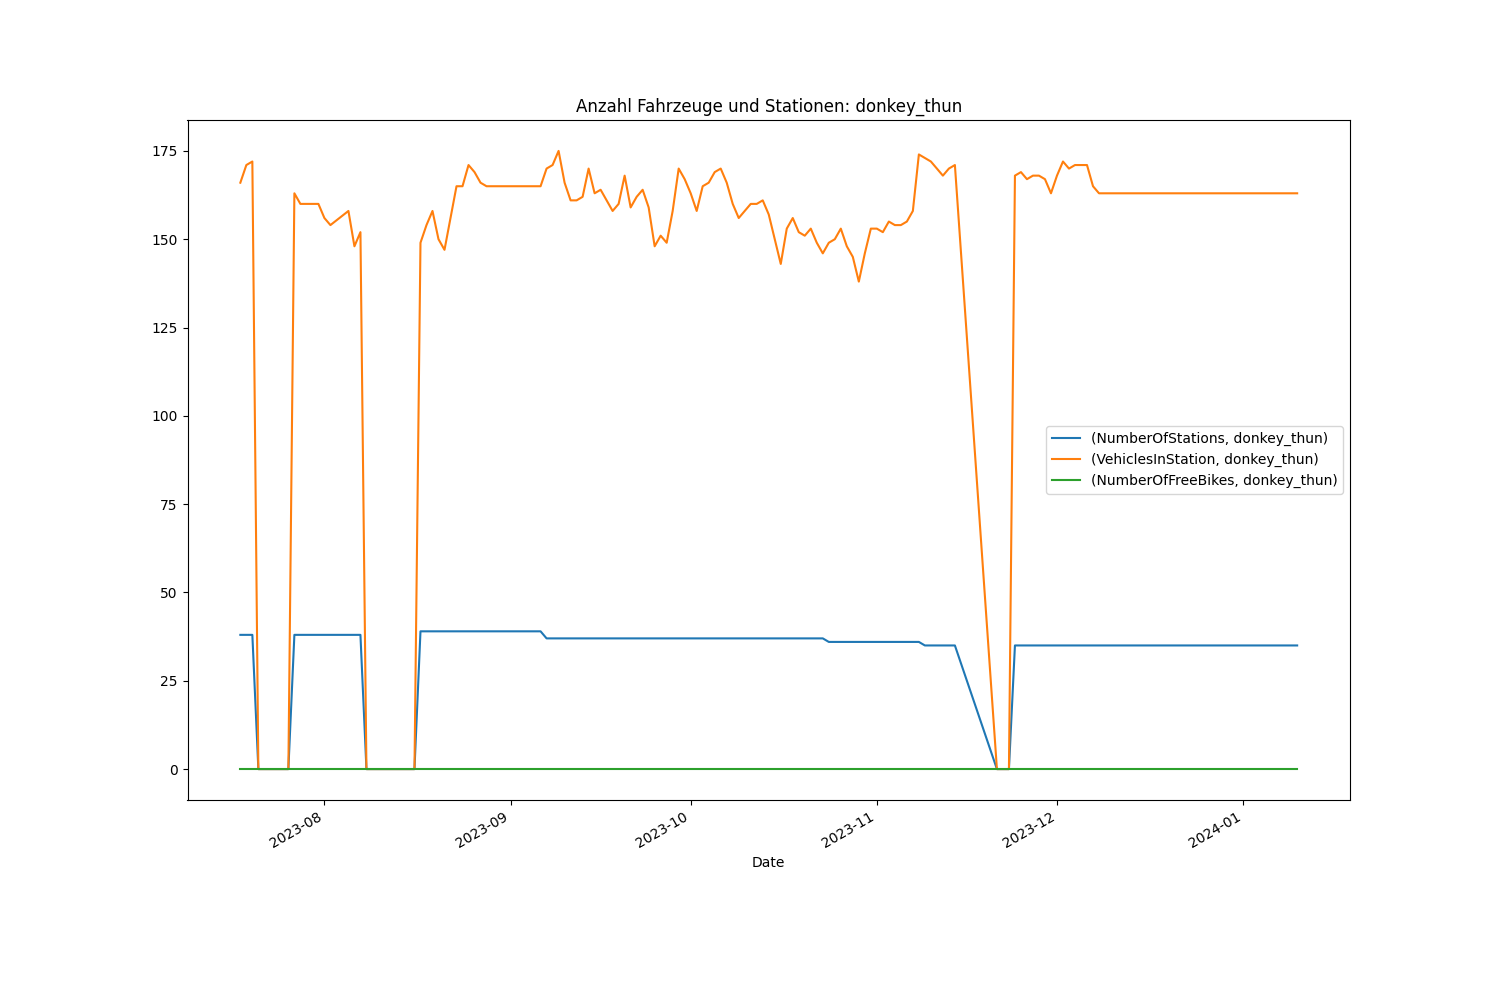 Anzahl Fahrzeuge und Stationen: donkey_thun
175
150
125
100
75
50
25
0
(NumberOfStations, donkey_thun)
(VehiclesInStation, donkey_thun)
(NumberOfFreeBikes, donkey_thun)
2023-08
2023-09
2023-10
2023-11
2023-12
2024-01
Date